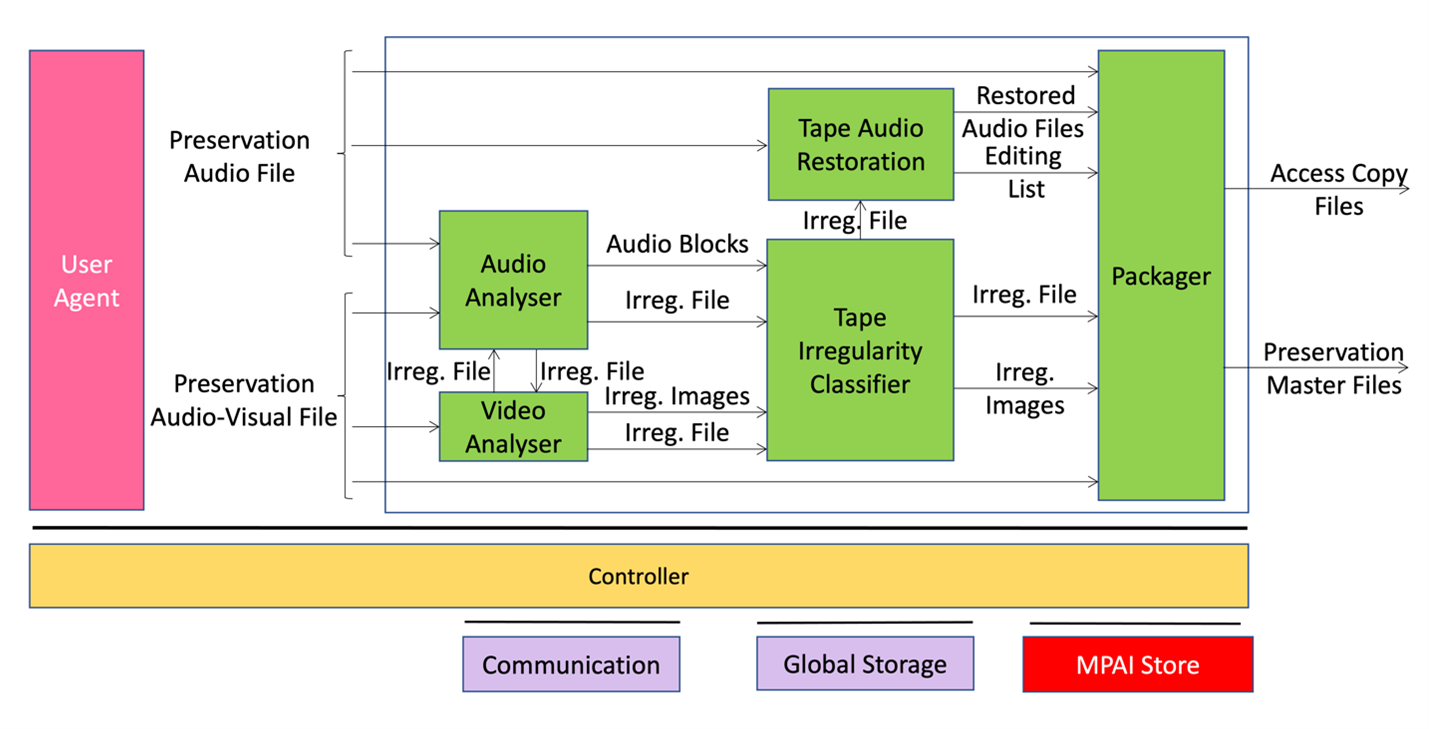 User
Agent
Preservation
Audio File
Preservation
Audio-Visual File
Audio
Analyser
Irreg. File
Irreg. File
Video
Analyser
Audio Blocks
Irreg. File
Irreg. Images
Irreg. File
Tape Audio
Restoration
Irreg. File
Tape
Irregularity
Classifier
Restored
Audio Files
Editing
List
Irreg. File
Irreg.
Images
Packager
Access Copy
Files
Preservation
Master Files
Controller
Communication
Global Storage
MPAI Store